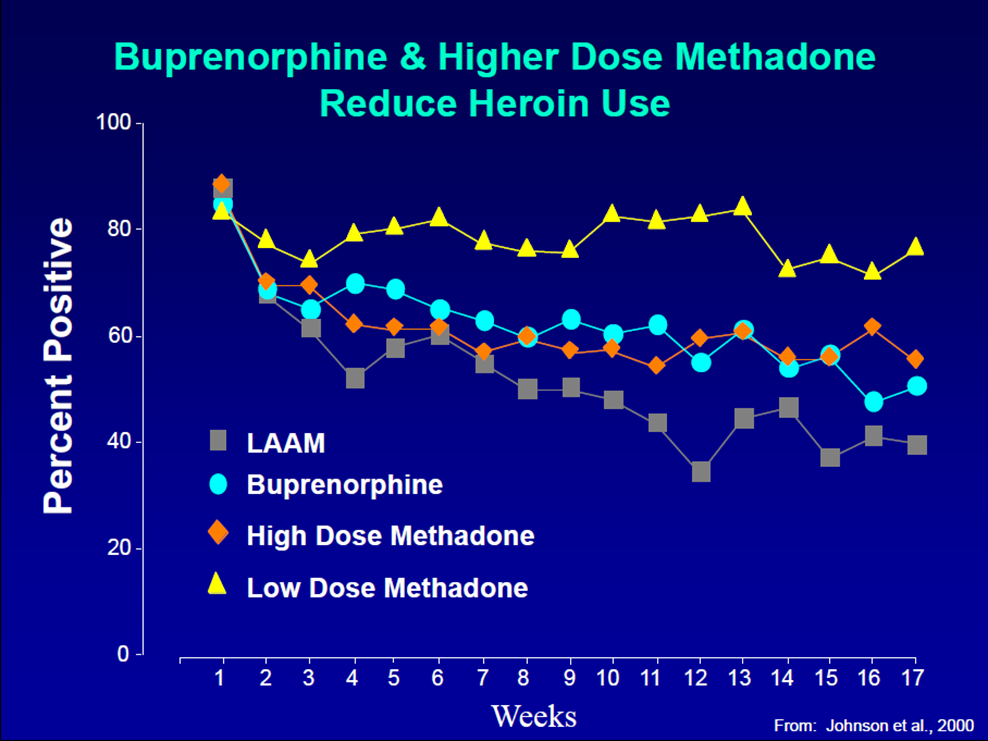 Buprenorphine & Higher Dose Methadone
Reduce Heroin Use
100
80
60
40
20
0
Percent Positive
LAAM
Buprenorphine
High Dose Methadone
Low Dose Methadone
1 2 3 4 5 6 7 8 9 10 11 12 13 14 15 16 17
Weeks
From: Johnson et al., 2000